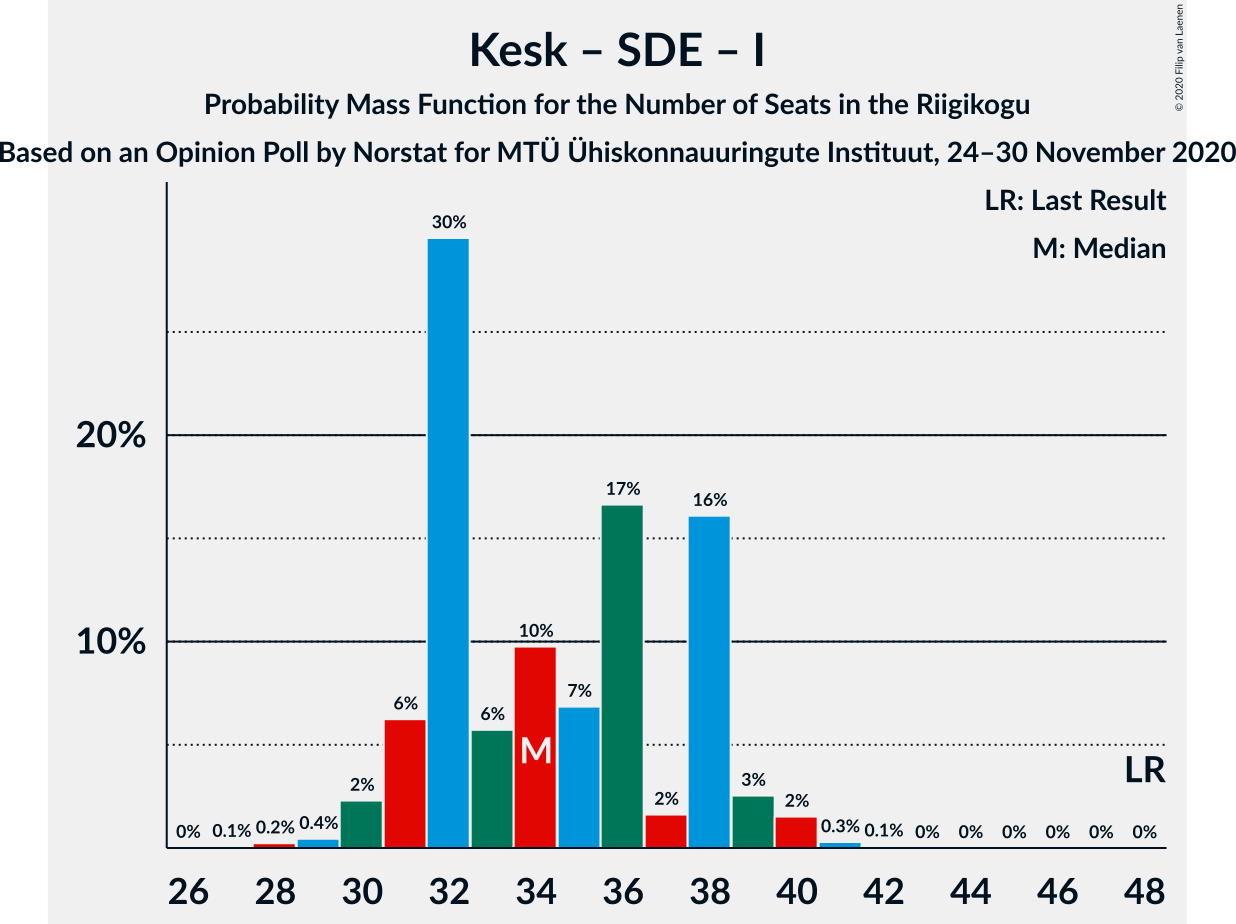 Kesk – SDE – I
Probability Mass Function for the Number of Seats in the Riigikogu
Based on an Opinion Poll by Norstat for MTÜ Ühiskonnauuringute Instituut, 24–30 November 2020
© 2020 Filip van Laenen
LR: Last Result
M: Median
30%
20%
17%
16%
10%
10%
7%
6%
6%
M
LR
2%
2%
3%
2%
0%
0.1%
0.2%
0.4%
0.3%
0.1%
0%
0%
0%
0%
0%
0%
26 28 30 32 34 36 38 40 42 44 46 48